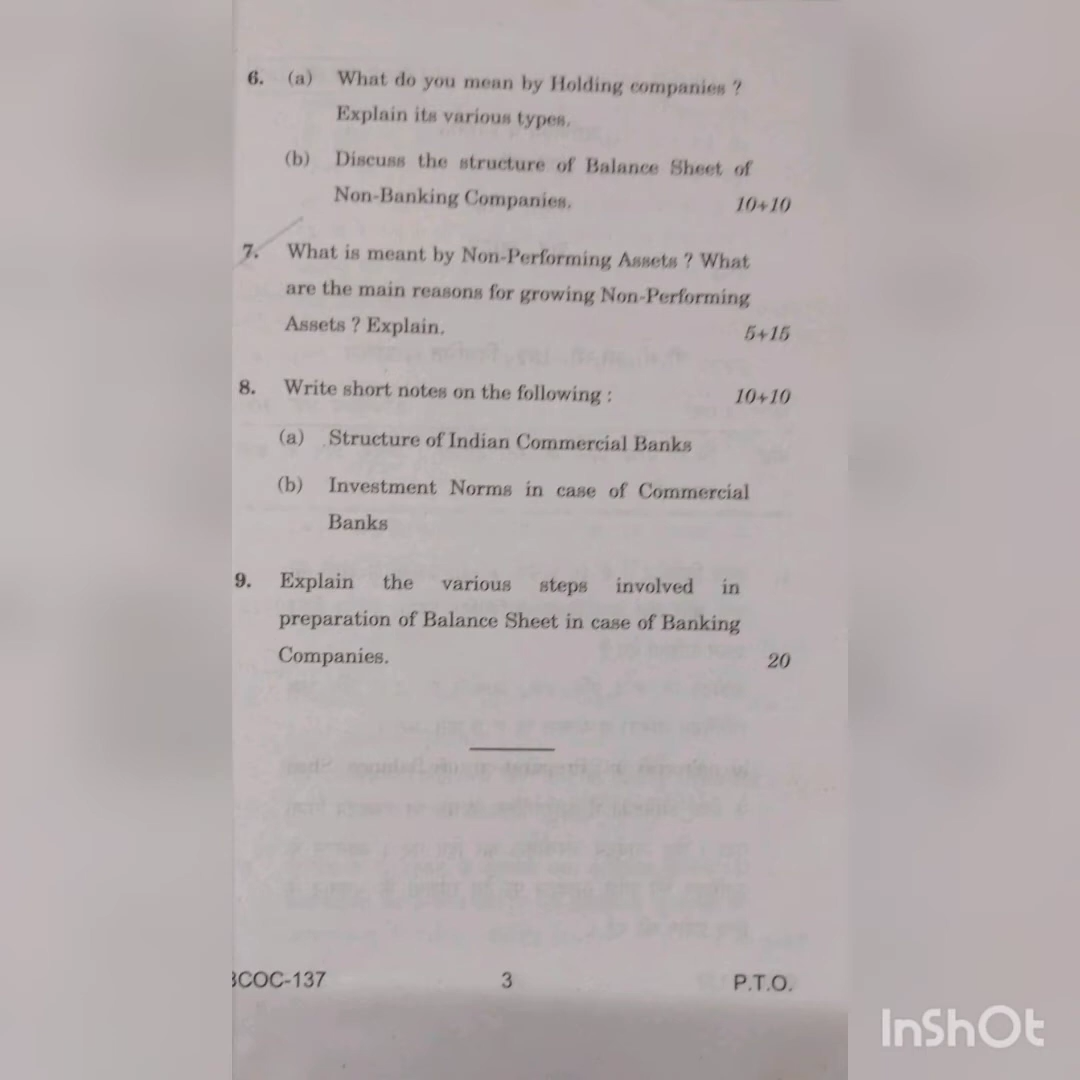 6. (a) What do you mean by Holding companies ?
Explain its various types.
(b) Discuss the structure of Balance Sheet of
Non-Banking Companies. 10+10
7. What is meant by Non-Performing Assets ? What
are the main reasons for growing Non-Performing
Assets ? Explain. 5+15
8. Write short notes on the following : 10+10
(a) Structure of Indian Commercial Banks
(b) Investment Norms in case of Commercial
Banks
9. Explain the various steps involved in
preparation of Balance Sheet in case of Banking
Companies. 20
BCOC-137 3 P.T.O.
InShOt